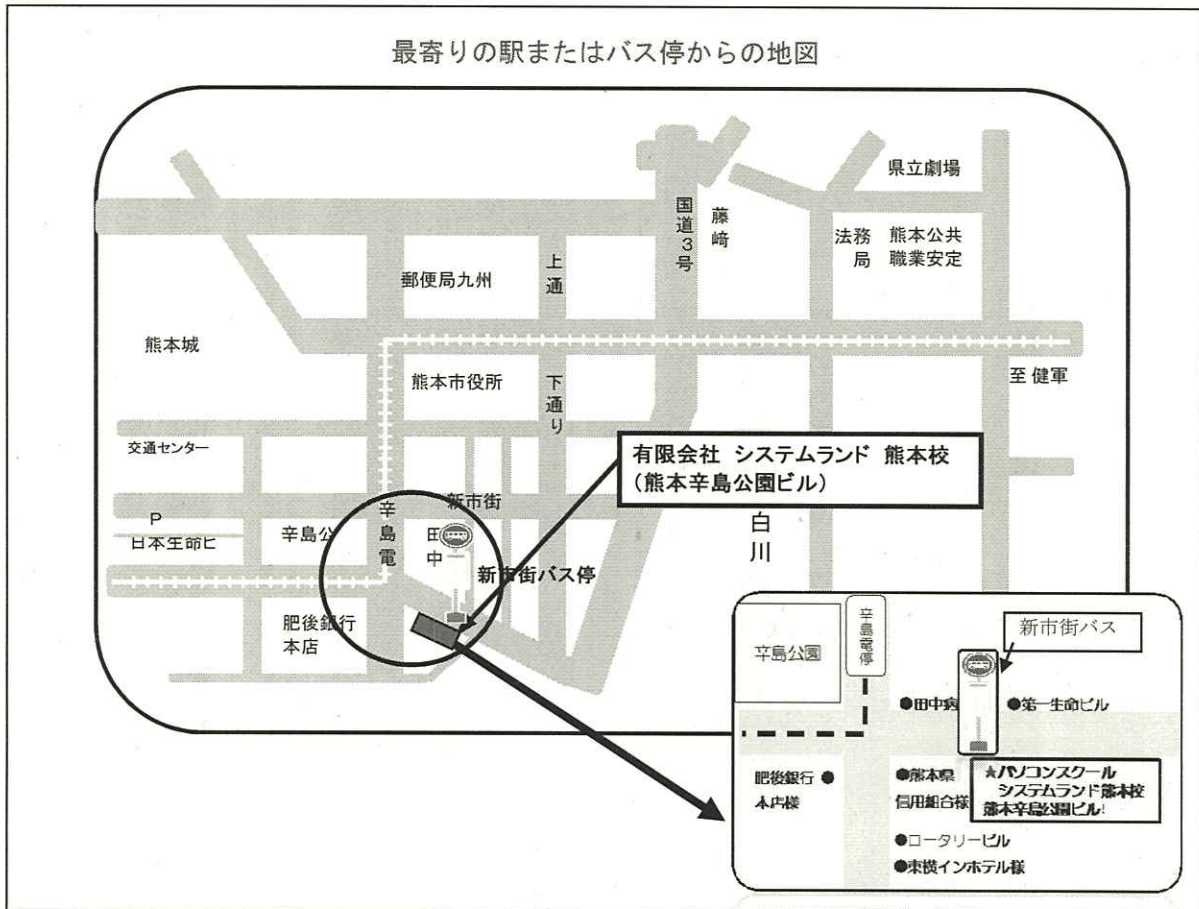 最寄りの駅またはバス停からの地図
県立劇場
国道3号
藤崎
法務局
熊本公共
職業安定
上通
郵便局九州
熊本城
熊本市役所
下通り
至 健軍
交通センター
有限会社 システムランド 熊本校
(熊本辛島公園ビル)
新市街
P
日本生命ビ
辛島公
辛島電
田中
白川
新市街バス停
肥後銀行
本店
辛島公園
辛島電停
新市街バス
●田中病
●第一生命ビル
肥後銀行●
本店様
●熊本県
信用組合様
★パソコンスクール
システムランド熊本校
熊本辛島公園ビル
●ロータリービル
●東横インホテル様